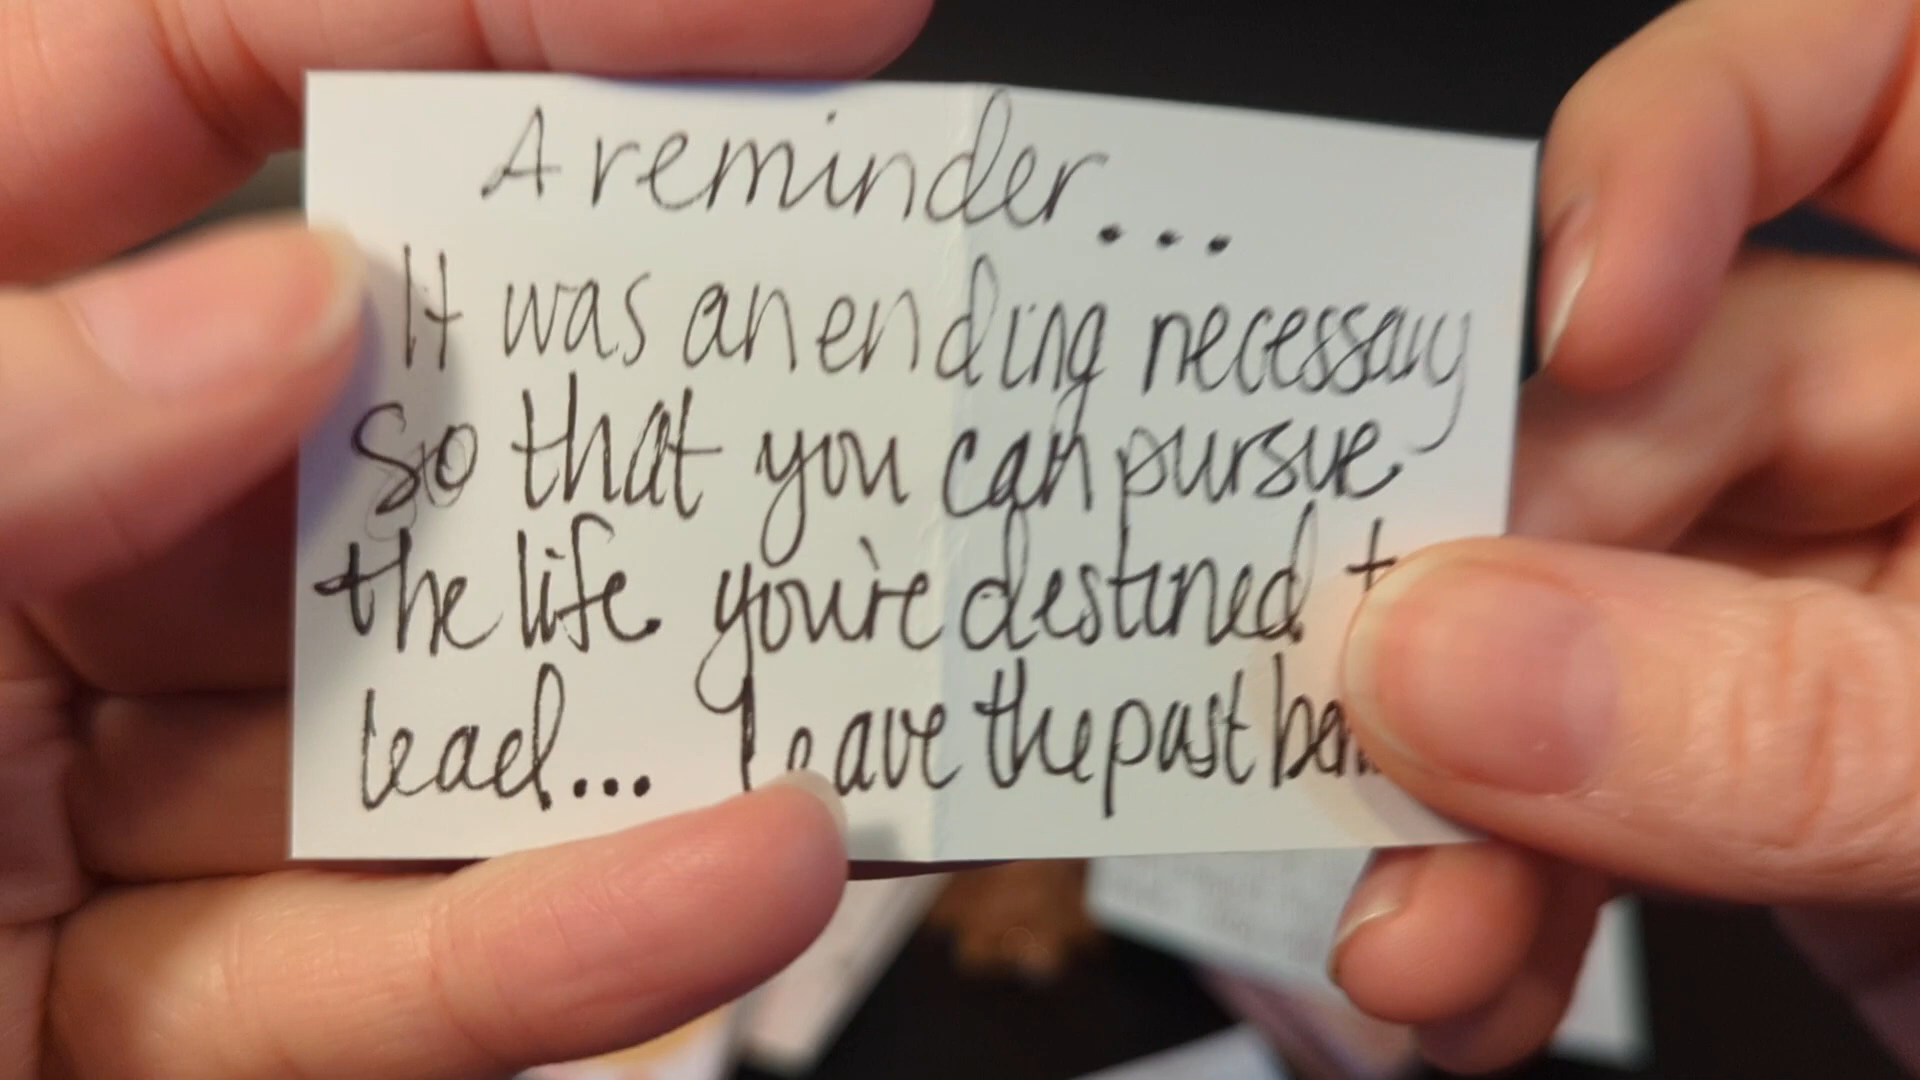 A reminder...
It was an ending necessary
so that you can pursue
the life you're destined
lead... Leave the past